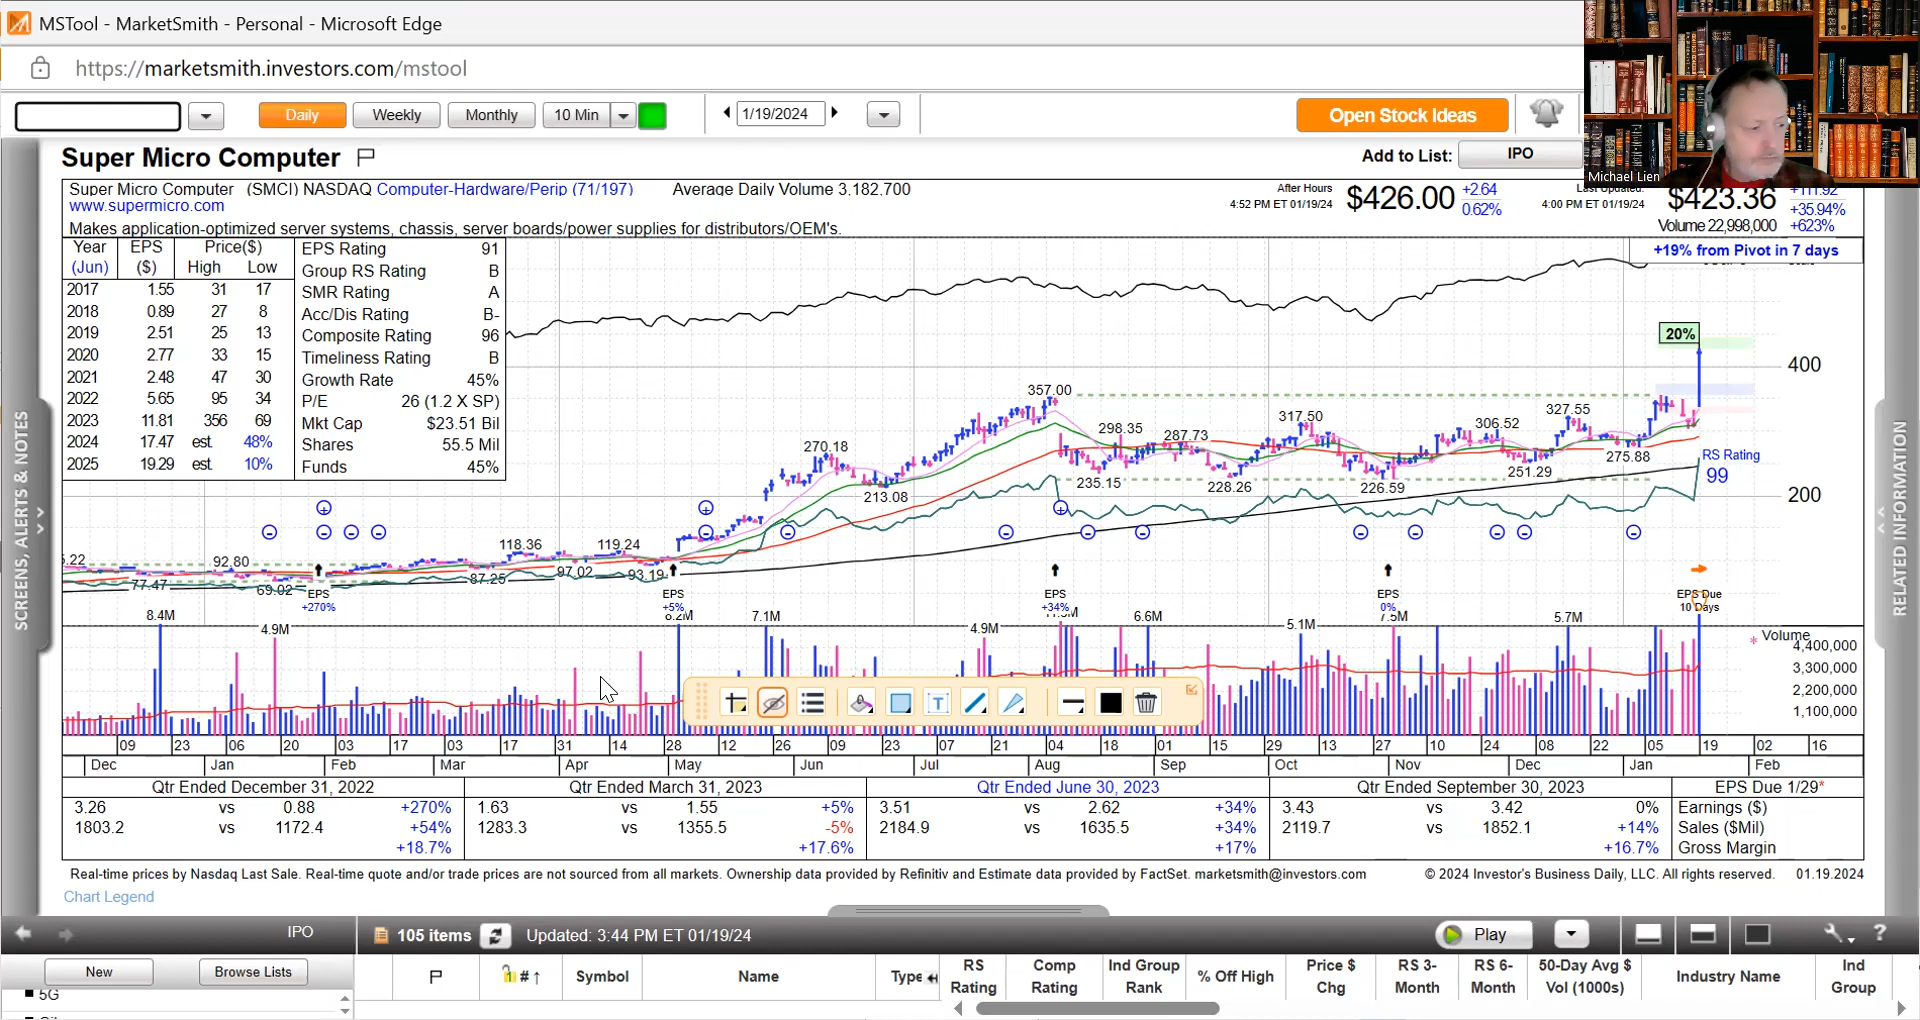 MSTool - MarketSmith - Personal - Microsoft Edge
https://marketsmith.investors.com/mstool
Daily Weekly Monthly 10 Min 1/19/2024 Open Stock Ideas
Michael Lien
Super Micro Computer Add to List: IPO
Super Micro Computer (SMCI) NASDAQ Computer-Hardware/Perip (71/197) Average Daily Volume 3,182,700
www.supermicro.com
Makes application-optimized server systems, chassis, server boards/power supplies for distributors/OEM's.
After Hours
4:52 PM ET 01/19/24 $426.00 +2.64 0.62%
Last Updated:
4:00 PM ET 01/19/24 $423.36 +111.92 +35.94%
Volume 22,998,000 +623%
+19% from Pivot in 7 days
Year EPS Price($)
(Jun) ($) High Low
2017 1.55 31 17
2018 0.89 27 8
2019 2.51 25 13
2020 2.77 33 15
2021 2.48 47 30
2022 5.65 95 34
2023 11.81 356 69
2024 17.47 est. 48%
2025 19.29 est. 10%
EPS Rating 91
Group RS Rating B
SMR Rating A
Acc/Dis Rating B-
Composite Rating 96
Timeliness Rating B
Growth Rate 45%
P/E 26 (1.2 X SP)
Mkt Cap $23.51 Bil
Shares 55.5 Mil
Funds 45%
20%
400
357.00
327.55
317.50
306.52
298.35
287.73
270.18
275.88
251.29
235.15
228.26
226.59
213.08
RS Rating
99
200
118.36
119.24
92.80
5.22
77.47
69.02
87.25
97.02
93.19
EPS +270%
EPS +5%
EPS +34%
EPS 0%
EPS Due 10 Days
8.4M 4.9M 8.2M 7.1M 4.9M 6.6M 5.1M 7.5M 5.7M
* Volume
4,400,000
3,300,000
2,200,000
1,100,000
T
09 23 06 20 03 17 03 17 31 14 28 12 26 09 23 07 21 04 18 01 15 29 13 27 10 24 08 22 05 19 02 16
Dec Jan Feb Mar Apr May Jun Jul Aug Sep Oct Nov Dec Jan Feb
Qtr Ended December 31, 2022 Qtr Ended March 31, 2023 Qtr Ended June 30, 2023 Qtr Ended September 30, 2023 EPS Due 1/29*
3.26 vs 0.88 +270% 1.63 vs 1.55 +5% 3.51 vs 2.62 +34% 3.43 vs 3.42 0% Earnings ($)
1803.2 vs 1172.4 +54% 1283.3 vs 1355.5 -5% 2184.9 vs 1635.5 +34% 2119.7 vs 1852.1 +14% Sales ($Mil)
+18.7% +17.6% +17% +16.7% Gross Margin
Real-time prices by Nasdaq Last Sale. Real-time quote and/or trade prices are not sourced from all markets. Ownership data provided by Refinitiv and Estimate data provided by FactSet. marketsmith@investors.com © 2024 Investor's Business Daily, LLC. All rights reserved. 01.19.2024
Chart Legend
SCREENS, ALERTS & NOTES
RELATED INFORMATION
IPO 105 items Updated: 3:44 PM ET 01/19/24 Play ?
New Browse Lists
5G
# Symbol Name Type RS Rating Comp Rating Ind Group Rank % Off High Price $ Chg RS 3-Month RS 6-Month 50-Day Avg $ Vol (1000s) Industry Name Ind Group